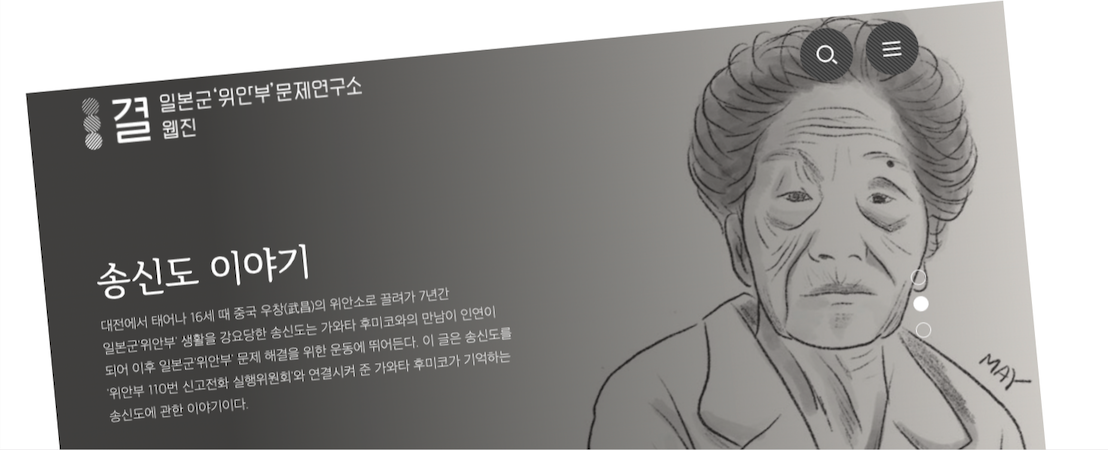 결 일본군'위안부'문제연구소
웹진
송신도 이야기
대전에서 태어나 16세 때 중국 우창(武昌)의 위안소로 끌려가 7년간
일본군'위안부' 생활을 강요당한 송신도는 가와타 후미코와의 만남이 인연이
되어 이후 일본군'위안부' 문제 해결을 위한 운동에 뛰어든다. 이 글은 송신도를
'위안부 110번 신고전화 실행위원회'와 연결시켜 준 가와타 후미코가 기억하는
송신도에 관한 이야기이다.
MAY